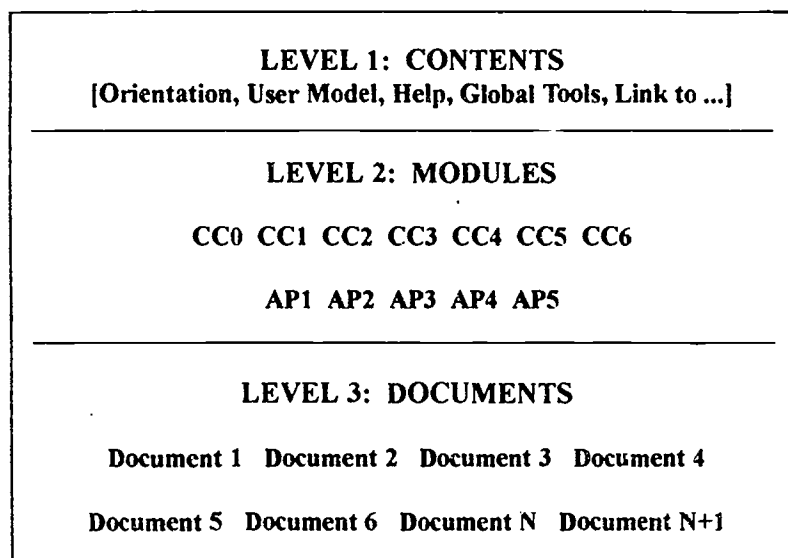 LEVEL 1: CONTENTS
[Orientation, User Model, Help, Global Tools, Link to ...]
LEVEL 2: MODULES
CC0 CC1 CC2 CC3 CC4 CC5 CC6
AP1 AP2 AP3 AP4 AP5
LEVEL 3: DOCUMENTS
Document 1 Document 2 Document 3 Document 4
Document 5 Document 6 Document N Document N+1